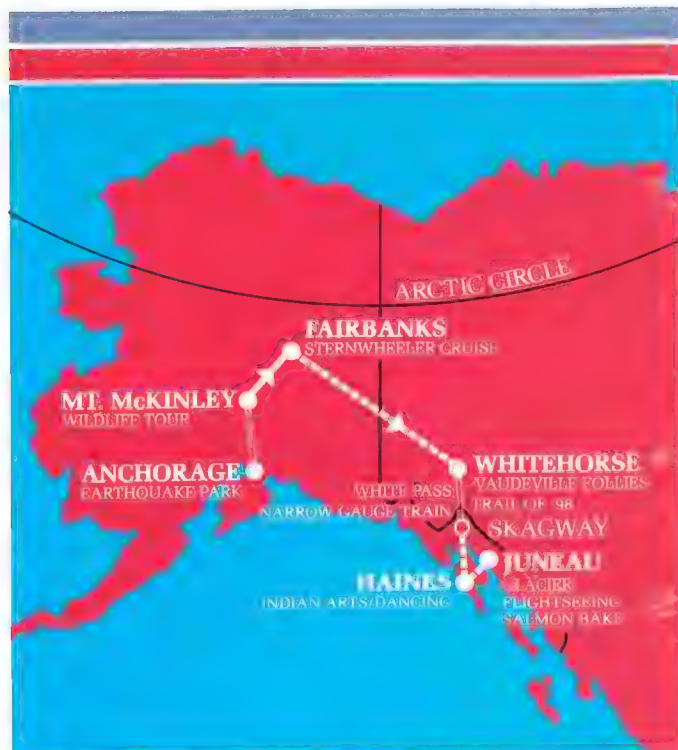 ARCTIC CIRCLE
FAIRBANKS
STERNWHEELER CRUISE
MT. McKINLEY
WILDLIFE TOUR
ANCHORAGE
EARTHQUAKE PARK
WHITEHORSE
VAUDEVILLE FOLLIES
TRAIL OF '98
WHITE PASS
NARROW GAUGE TRAIN
SKAGWAY
JUNEAU
GLACIER
FLIGHTSEEING
SALMON BAKE
HAINES
INDIAN ARTS/DANCING